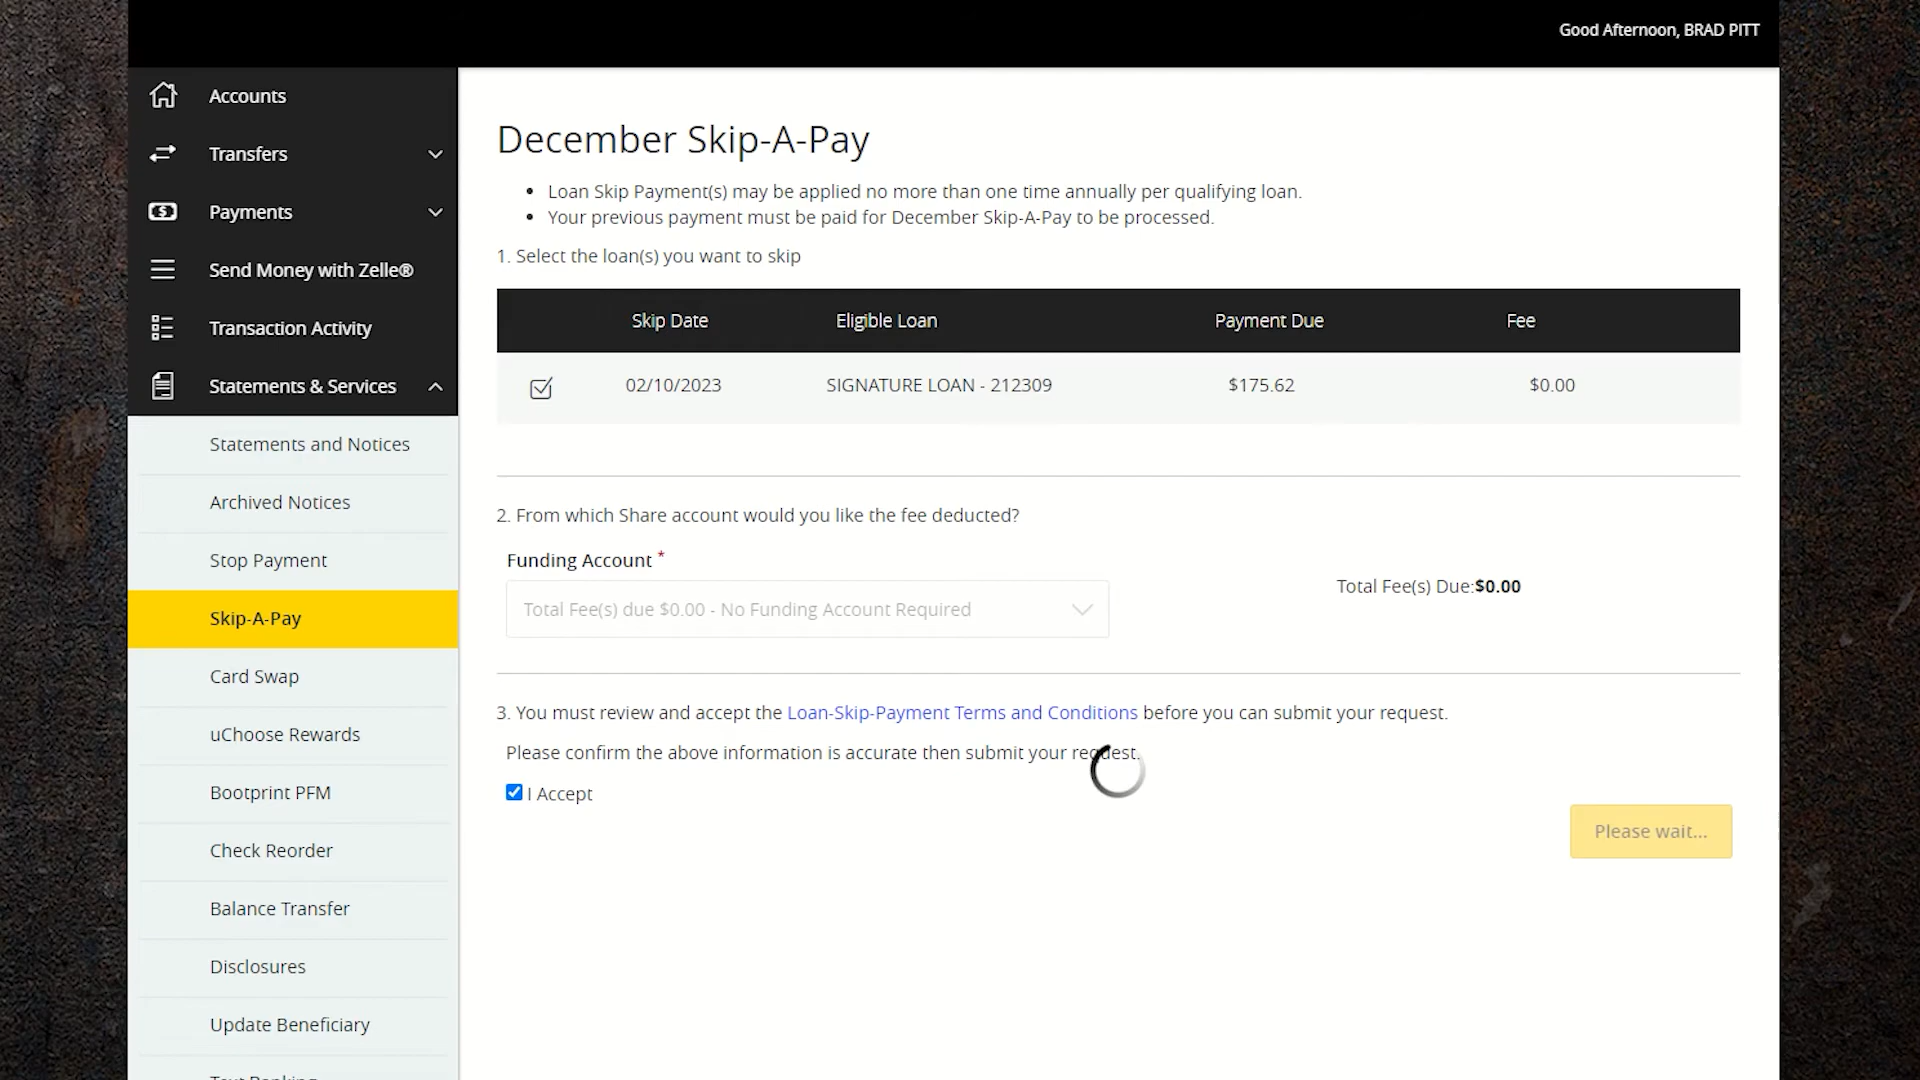 Good Afternoon, BRAD PITT
Accounts
Transfers
Payments
Send Money with Zelle®
Transaction Activity
Statements & Services
Statements and Notices
Archived Notices
Stop Payment
Skip-A-Pay
Card Swap
uChoose Rewards
Bootprint PFM
Check Reorder
Balance Transfer
Disclosures
Update Beneficiary
December Skip-A-Pay
• Loan Skip Payment(s) may be applied no more than one time annually per qualifying loan.
• Your previous payment must be paid for December Skip-A-Pay to be processed.
1. Select the loan(s) you want to skip
Skip Date Eligible Loan Payment Due Fee
02/10/2023 SIGNATURE LOAN - 212309 $175.62 $0.00
2. From which Share account would you like the fee deducted?
Funding Account *
Total Fee(s) due $0.00 - No Funding Account Required
Total Fee(s) Due:$0.00
3. You must review and accept the Loan-Skip-Payment Terms and Conditions before you can submit your request.
Please confirm the above information is accurate then submit your request.
I Accept
Please wait...